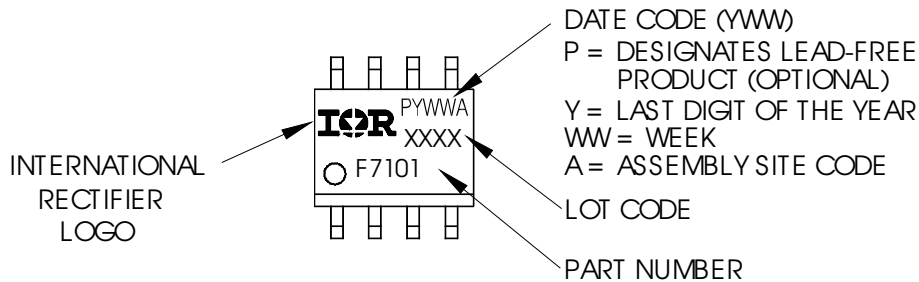 DATE CODE (YWW)
P = DESIGNATES LEAD-FREE
PRODUCT (OPTIONAL)
Y = LAST DIGIT OF THE YEAR
WW = WEEK
A = ASSEMBLY SITE CODE
LOT CODE
PART NUMBER
INTERNATIONAL
RECTIFIER
LOGO
IOR
PYWWA
XXXX
F7101